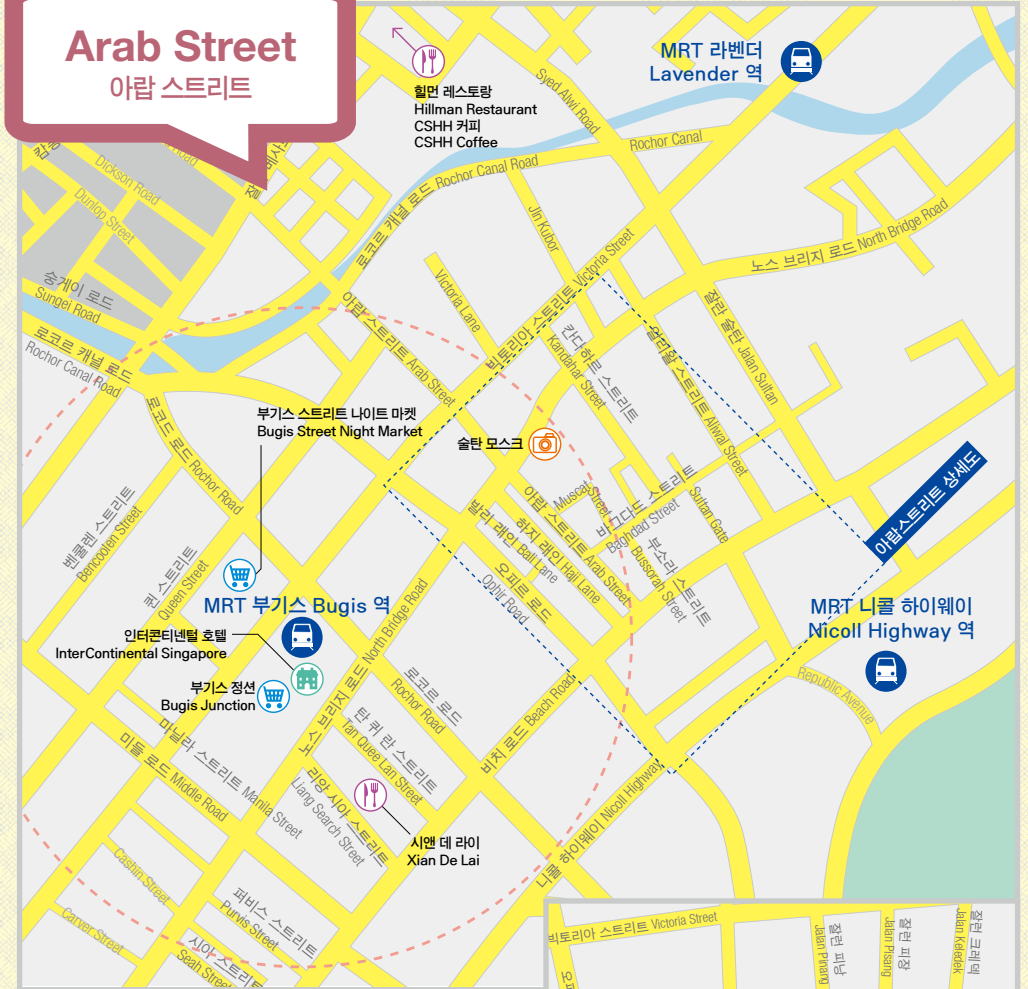 Arab Street
아랍 스트리트
힐먼 레스토랑
Hillman Restaurant
CSHH 커피
CSHH Coffee
MRT 라벤더
Lavender 역
Syed Alwi Road
Rochor Canal
로코르 캐널 로드 Rochor Canal Road
Dickson Road
Road
Dunlop Street
숭게이 로드
Sungei Road
로코르 캐널 로드
Rochor Canal Road
Jln Kubor
Victoria Lane
빅토리아 스트리트 Victoria Street
노스 브리지 로드 North Bridge Road
아랍 스트리트 Arab Street
칸다하르 스트리트
Kandahar Street
알리왈 스트리트 Aliwal Street
잘란 술탄 Jalan Sultan
부기스 스트리트 나이트 마켓
Bugis Street Night Market
술탄 모스크
로코드 로드 Rochor Road
Muscat Street
바그다드 스트리트
Baghdad Street
Sultan Gate
아랍 스트리트 Arab Street
하지 레인 Haji Lane
발리 래인 Bali Lane
오피르 로드
Ophir Road
부소라 스트리트
Bussorah Street
아랍스트리트 상세도
벤쿨렌 스트리트
Bencoolen Street
퀸 스트리트
Queen Street
MRT 부기스 Bugis 역
인터콘티넨털 호텔
InterContinental Singapore
부기스 정션
Bugis Junction
MRT 니콜 하이웨이
Nicoll Highway 역
Republic Avenue
노스 브리지 로드 North Bridge Road
로코르 로드
Rochor Road
비치 로드 Beach Road
탄 퀴 란 스트리트
Tan Quee Lan Street
리앙 시아 스트리트
Liang Search Street
마닐라 스트리트 Manila Street
미들 로드 Middle Road
시앤 데 라이
Xian De Lai
니콜 하이웨이 Nicoll Highway
Cashin Street
Carver Street
퍼비스 스트리트
Purvis Street
시아 스트리트
Seah Street
빅토리아 스트리트 Victoria Street
잘란 피낭
Jalan Pinang
잘란 피장
Jalan Pisang
잘란 크레덱
Jalan Keledek